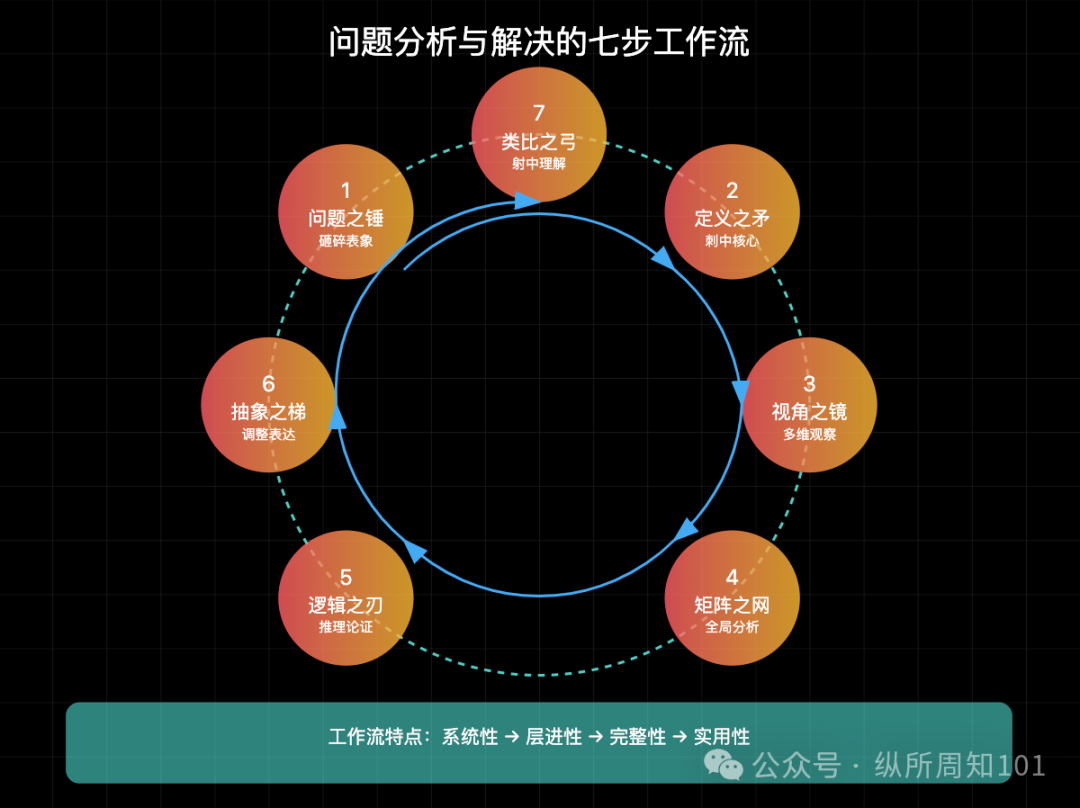 问题分析与解决的七步工作流
7
类比之弓
射中理解
1
问题之锤
砸碎表象
2
定义之矛
刺中核心
6
抽象之梯
调整表达
3
视角之镜
多维观察
5
逻辑之刃
推理论证
4
矩阵之网
全局分析
工作流特点：系统性 → 层进性 → 完整性 → 实用性
公众号 · 纵所周知101